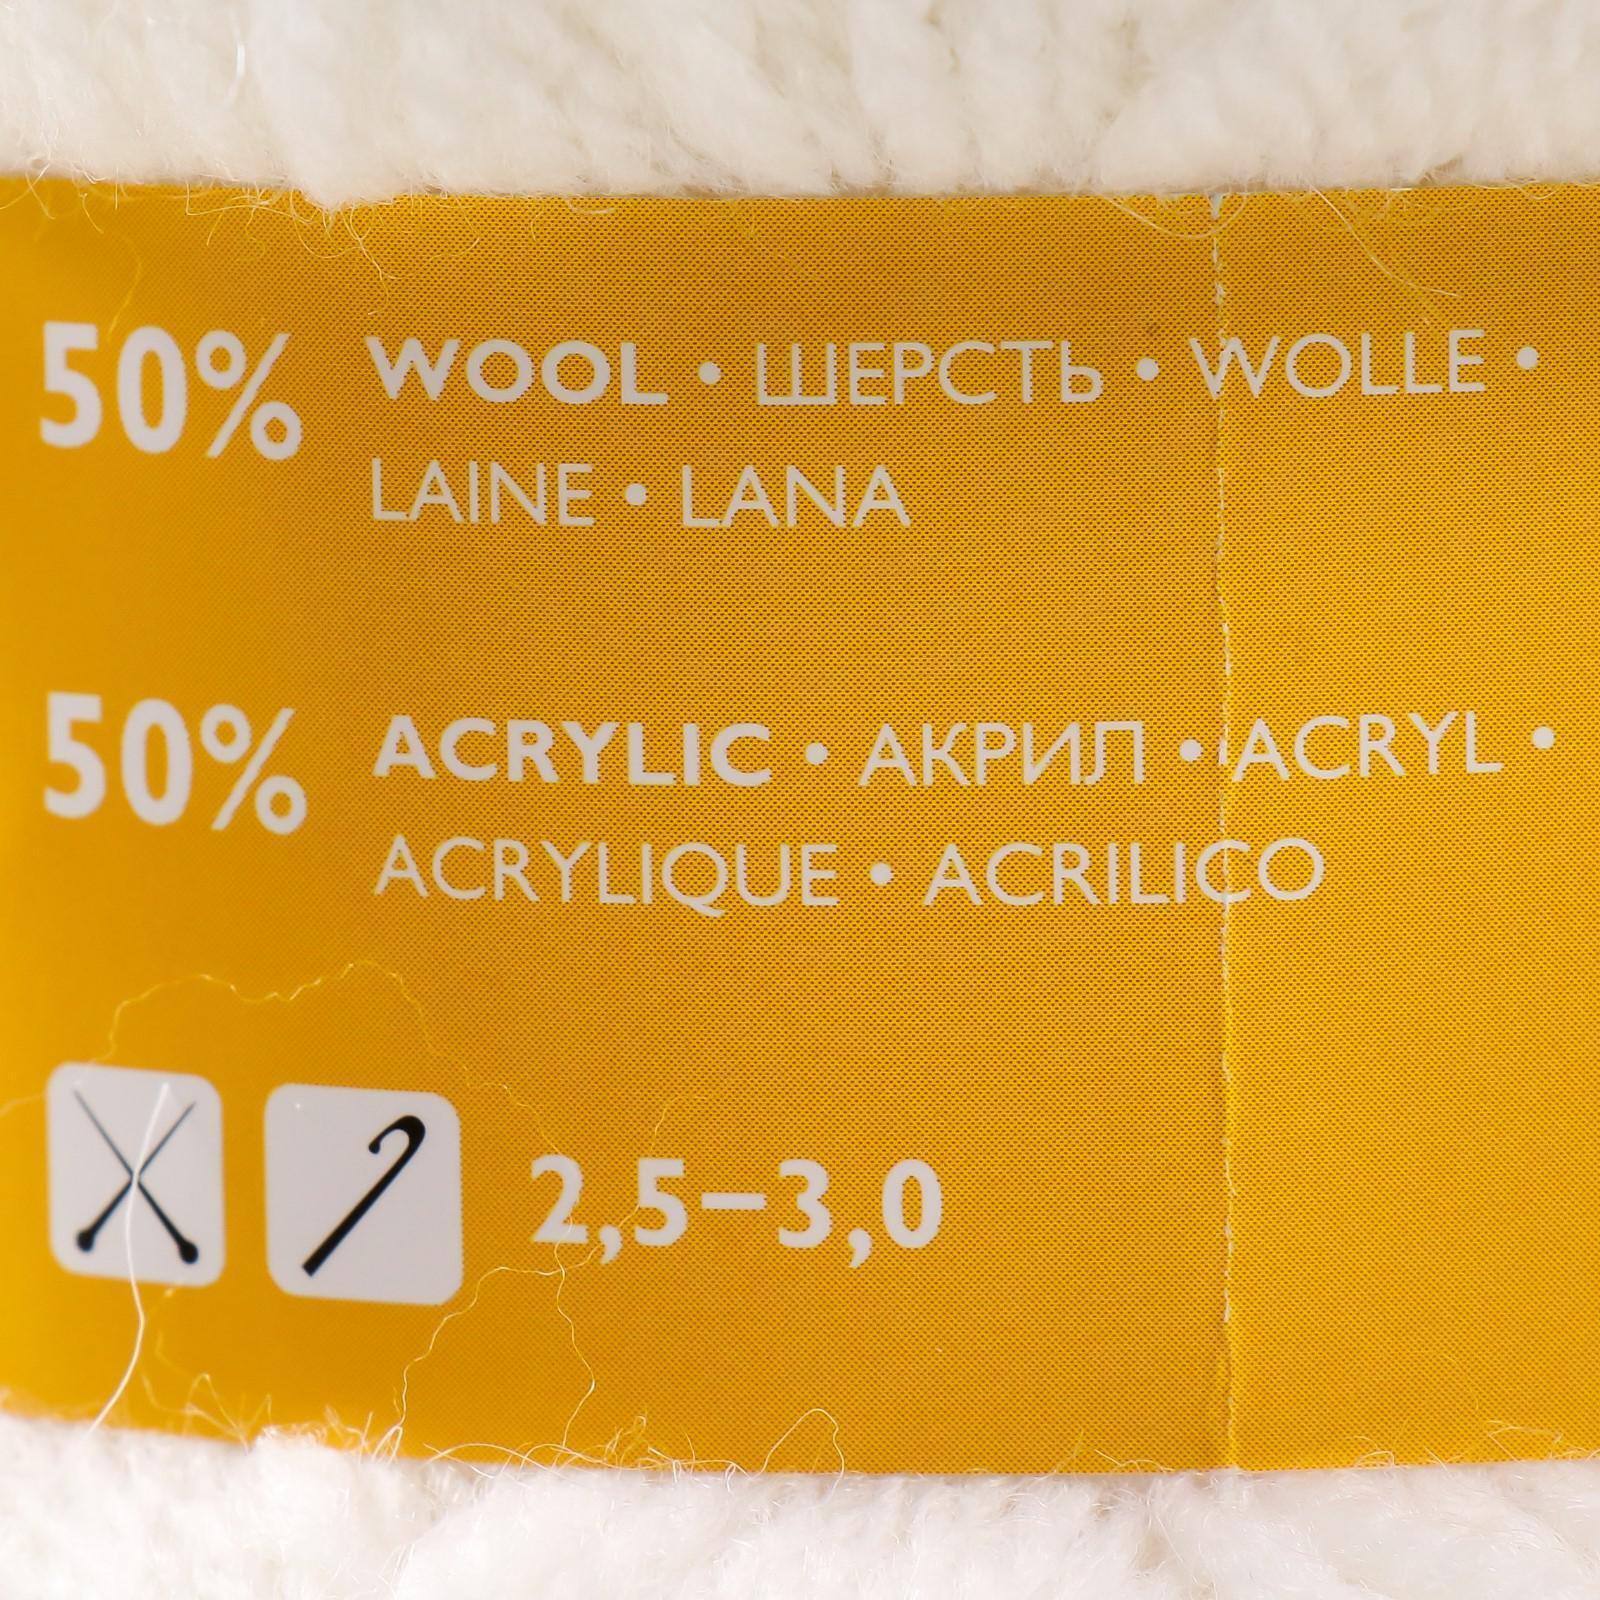 50% WOOL • ШЕРСТЬ • WOLLE •
LAINE • LANA
50% ACRYLIC • АКРИЛ • ACRYL •
ACRYLIQUE • ACRILICO
2,5–3,0